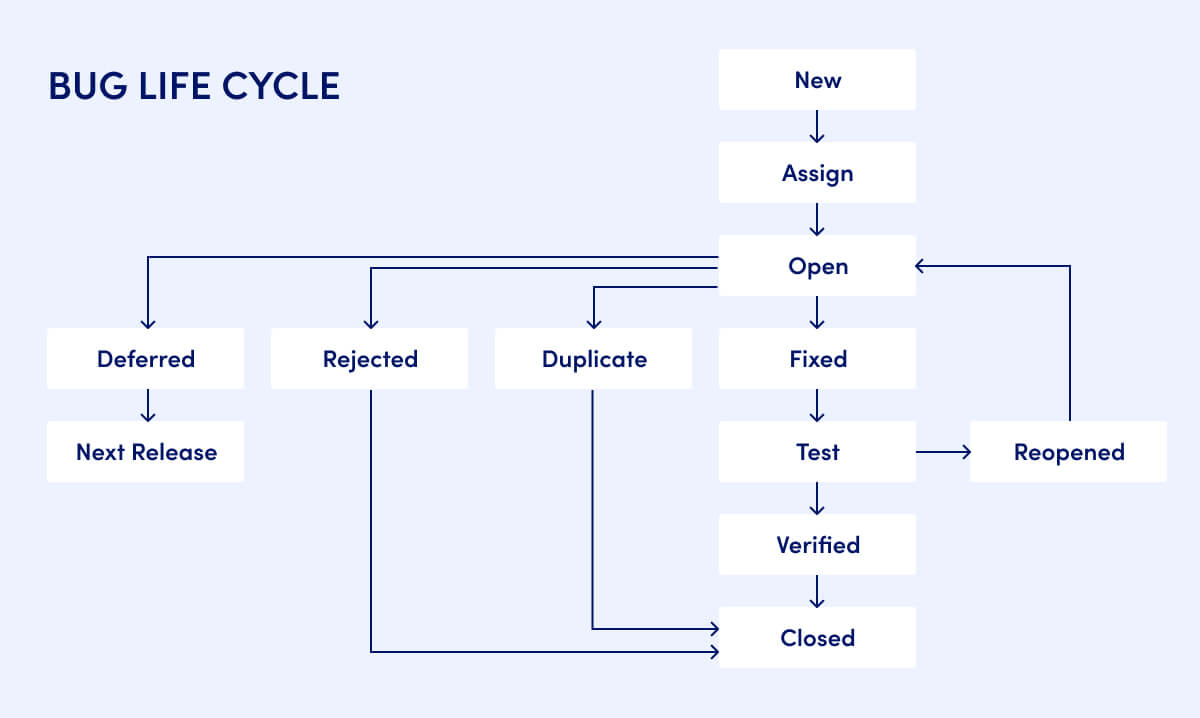 BUG LIFE CYCLE
New
Assign
Open
Deferred
Rejected
Duplicate
Fixed
Next Release
Test
Reopened
Verified
Closed